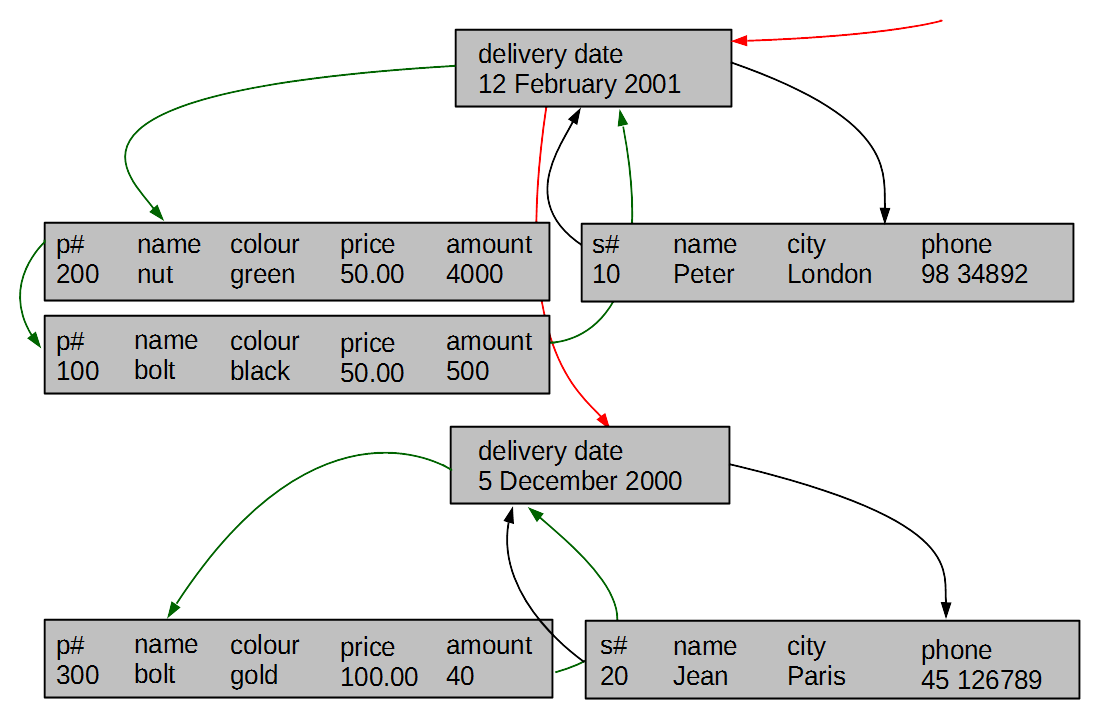 delivery date
12 February 2001
p# name colour price amount
200 nut green 50.00 4000
s# name city phone
10 Peter London 98 34892
p# name colour price amount
100 bolt black 50.00 500
delivery date
5 December 2000
p# name colour price amount
300 bolt gold 100.00 40
s# name city phone
20 Jean Paris 45 126789